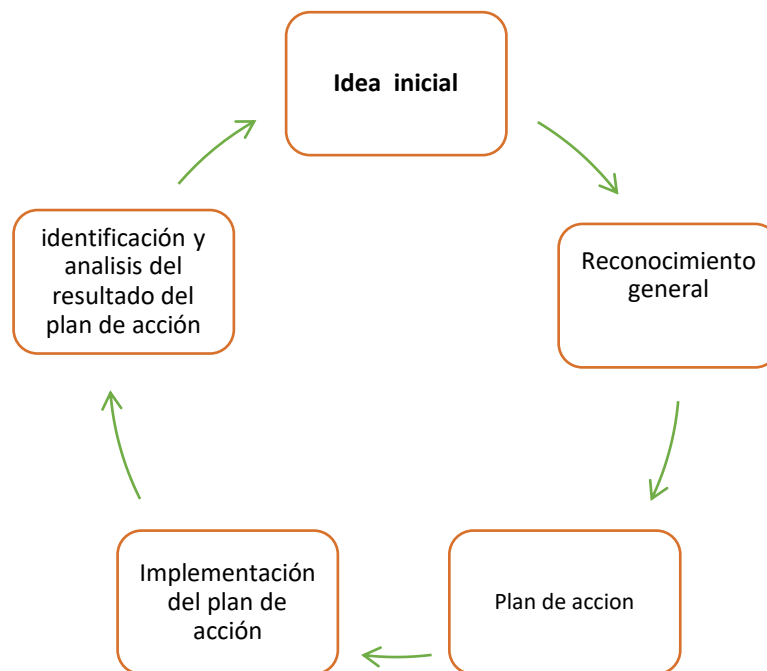 Idea inicial
Reconocimiento
general
Plan de accion
Implementación
del plan de
acción
identificación y
analisis del
resultado del
plan de acción